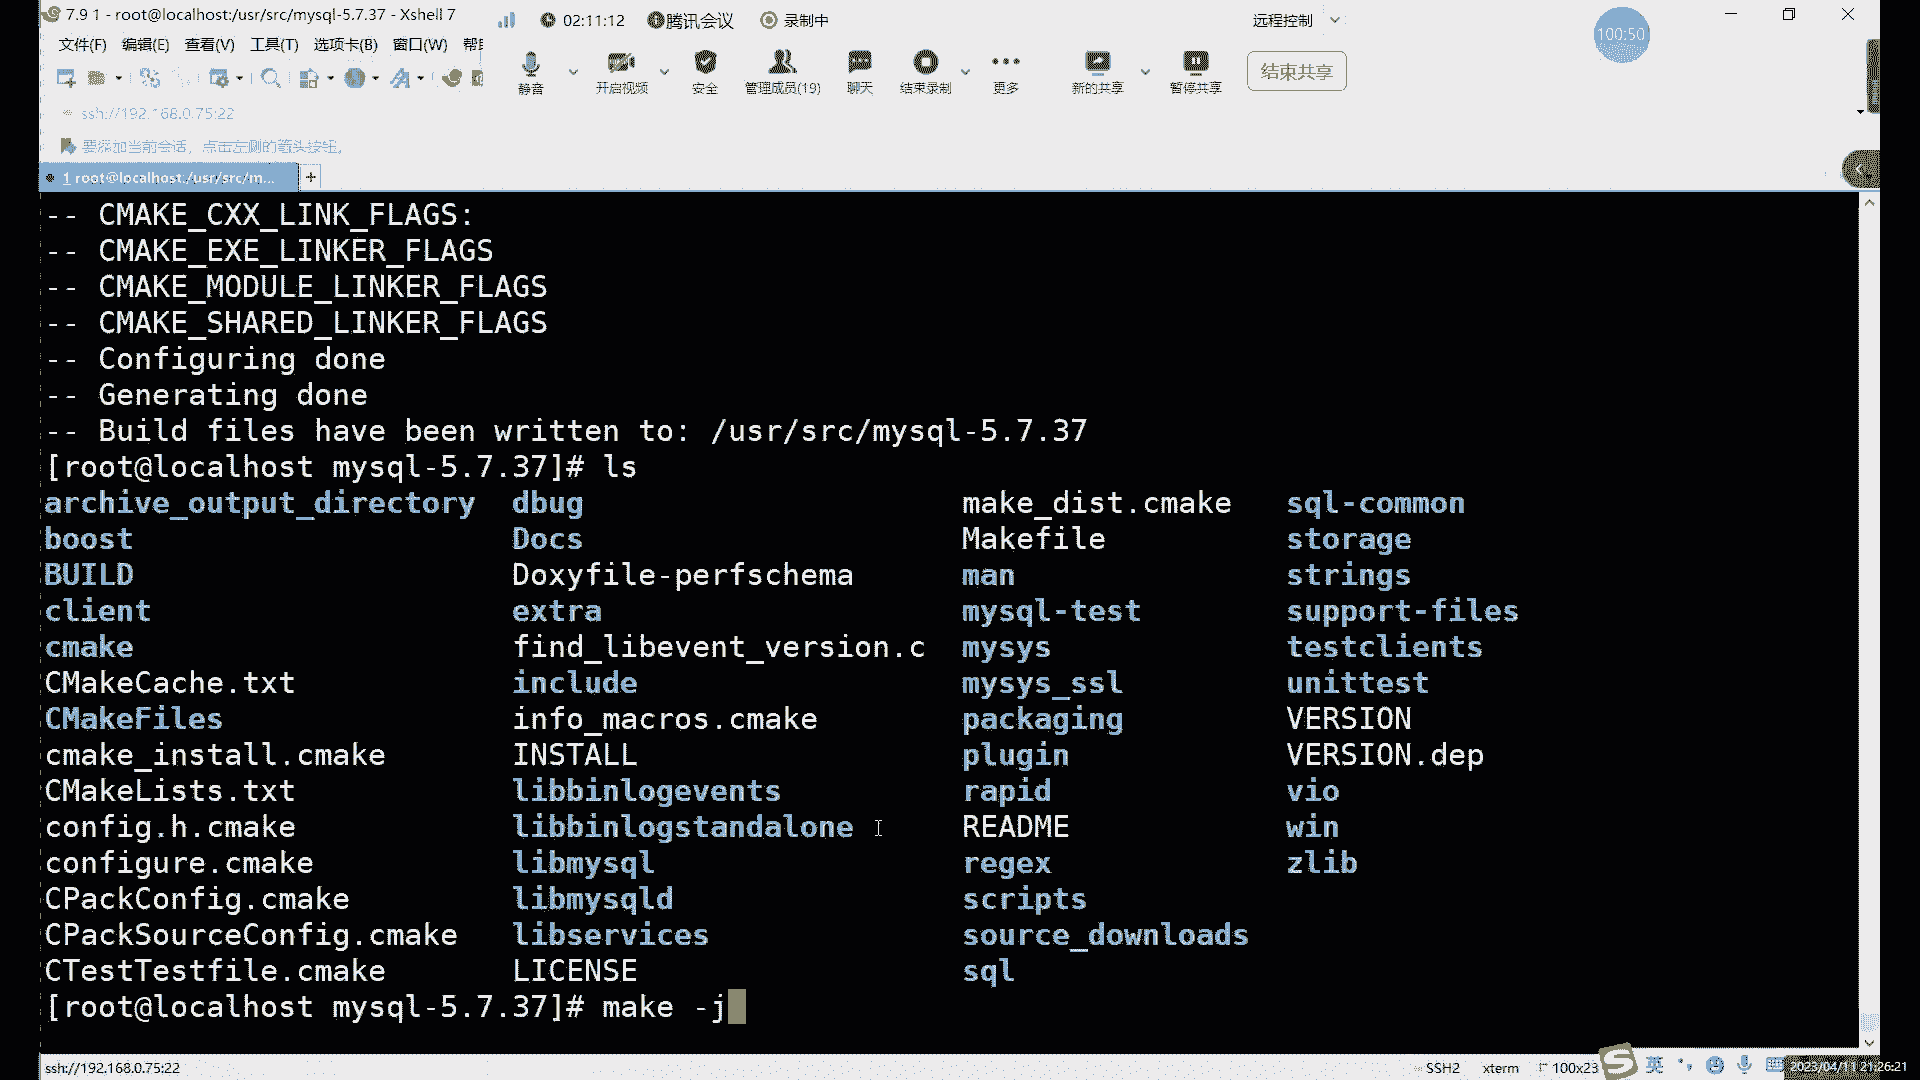 7.9 1 - root@localhost:/usr/src/mysql-5.7.37 - Xshell 7
02:11:12 腾讯会议 录制中 远程控制
100:50
文件(F) 编辑(E) 查看(V) 工具(T) 选项卡(B) 窗口(W)
静音 开启视频 安全 管理成员(19) 聊天 结束录制 更多 新的共享 暂停共享 结束共享
ssh://192.168.0.75:22
要添加当前会话，点击左侧的箭头按钮。
1 root@localhost:/usr/src/m... +
-- CMAKE_CXX_LINK_FLAGS:
-- CMAKE_EXE_LINKER_FLAGS
-- CMAKE_MODULE_LINKER_FLAGS
-- CMAKE_SHARED_LINKER_FLAGS
-- Configuring done
-- Generating done
-- Build files have been written to: /usr/src/mysql-5.7.37
[root@localhost mysql-5.7.37]# ls
archive_output_directory dbug make_dist.cmake sql-common
boost Docs Makefile storage
BUILD Doxyfile-perfschema man strings
client extra mysql-test support-files
cmake find_libevent_version.c mysys testclients
CMakeCache.txt include mysys_ssl unittest
CMakeFiles info_macros.cmake packaging VERSION
cmake_install.cmake INSTALL plugin VERSION.dep
CMakeLists.txt libbinlogevents rapid vio
config.h.cmake libbinlogstandalone README win
configure.cmake libmysql regex zlib
CPackConfig.cmake libmysqld scripts
CPackSourceConfig.cmake libservices source_downloads
CTestTestfile.cmake LICENSE sql
[root@localhost mysql-5.7.37]# make -j
ssh://192.168.0.75:22 SSH2 xterm 100x23 英 2023/04/11 21:26:21